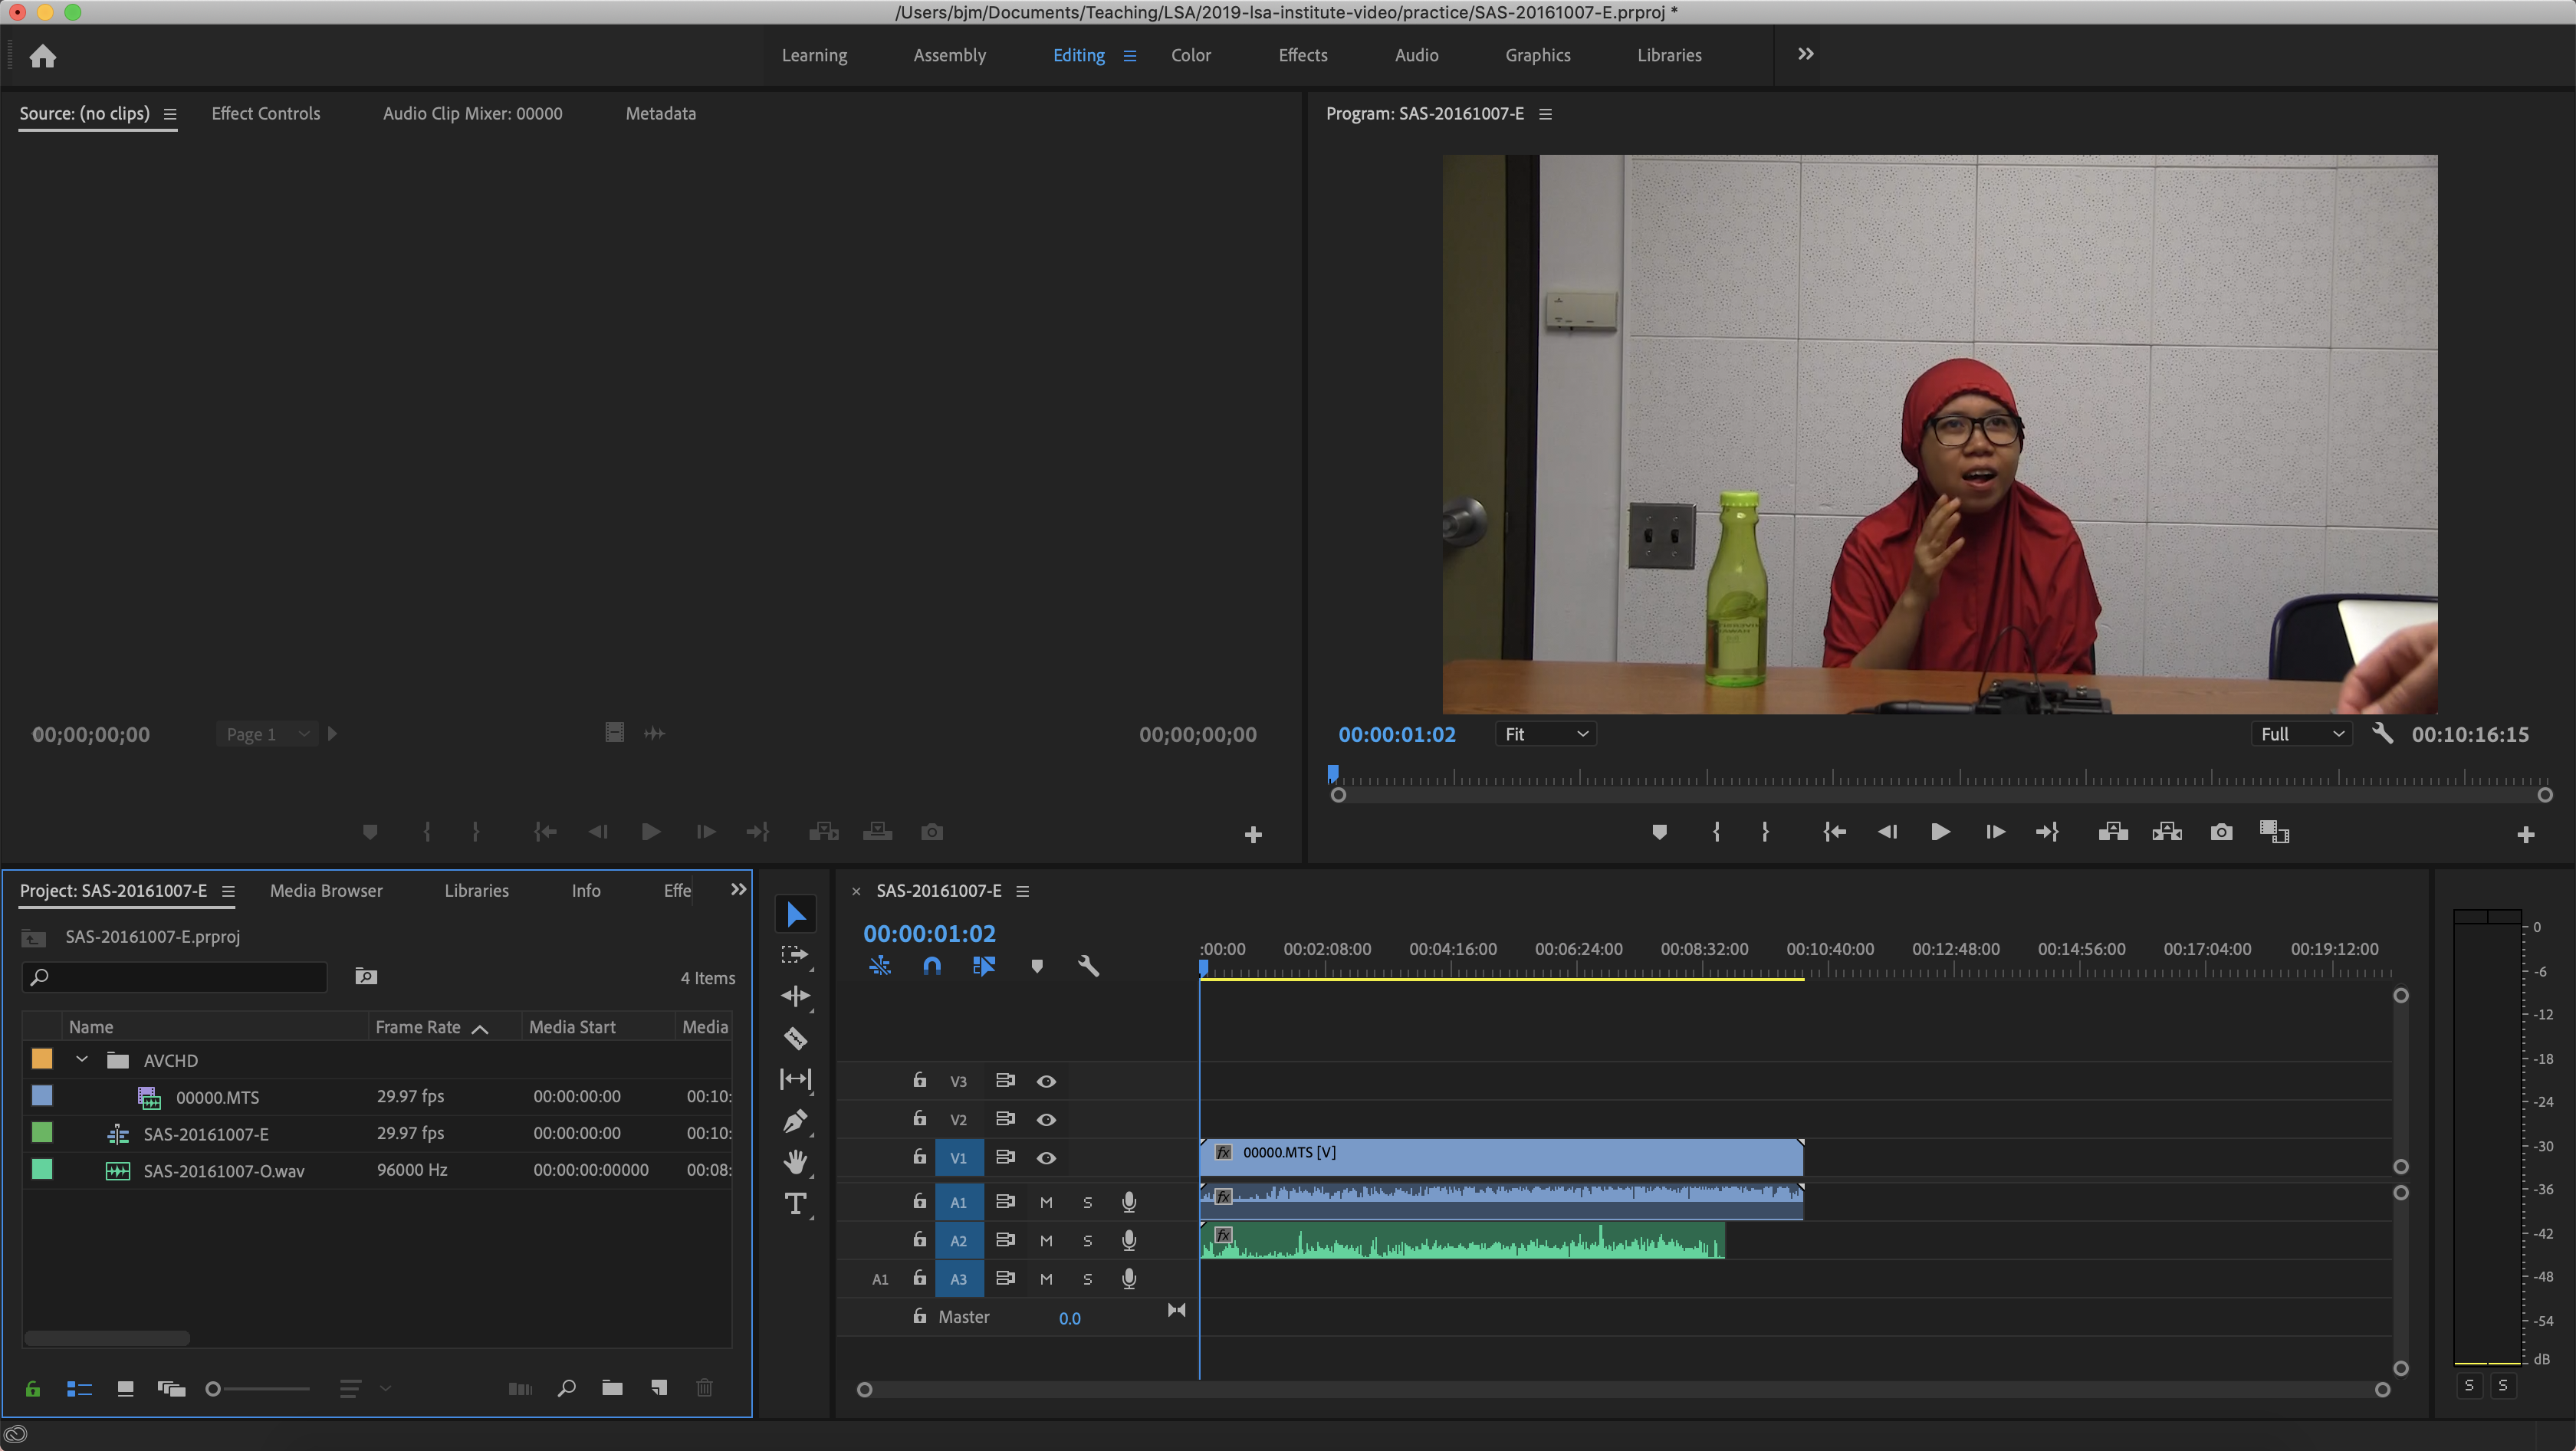 /Users/bjm/Documents/Teaching/LSA/2019-lsa-institute-video/practice/SAS-20161007-E.prproj *
Learning Assembly Editing Color Effects Audio Graphics Libraries
Source: (no clips) Effect Controls Audio Clip Mixer: 00000 Metadata
Program: SAS-20161007-E
00;00;00;00 Page 1 00;00;00;00
00:00:01:02 Fit Full 00:10:16:15
Project: SAS-20161007-E Media Browser Libraries Info Effe
SAS-20161007-E.prproj
4 Items
Name Frame Rate Media Start Media
AVCHD
00000.MTS 29.97 fps 00:00:00:00 00:10:
SAS-20161007-E 29.97 fps 00:00:00:00 00:10:
SAS-20161007-O.wav 96000 Hz 00:00:00:00000 00:08:
SAS-20161007-E
00:00:01:02
:00:00 00:02:08:00 00:04:16:00 00:06:24:00 00:08:32:00 00:10:40:00 00:12:48:00 00:14:56:00 00:17:04:00 00:19:12:00
V3
V2
V1 fx 00000.MTS [V]
A1 M S fx
A2 M S fx
A1 A3 M S
Master 0.0
0
-6
-12
-18
-24
-30
-36
-42
-48
-54
dB
S S